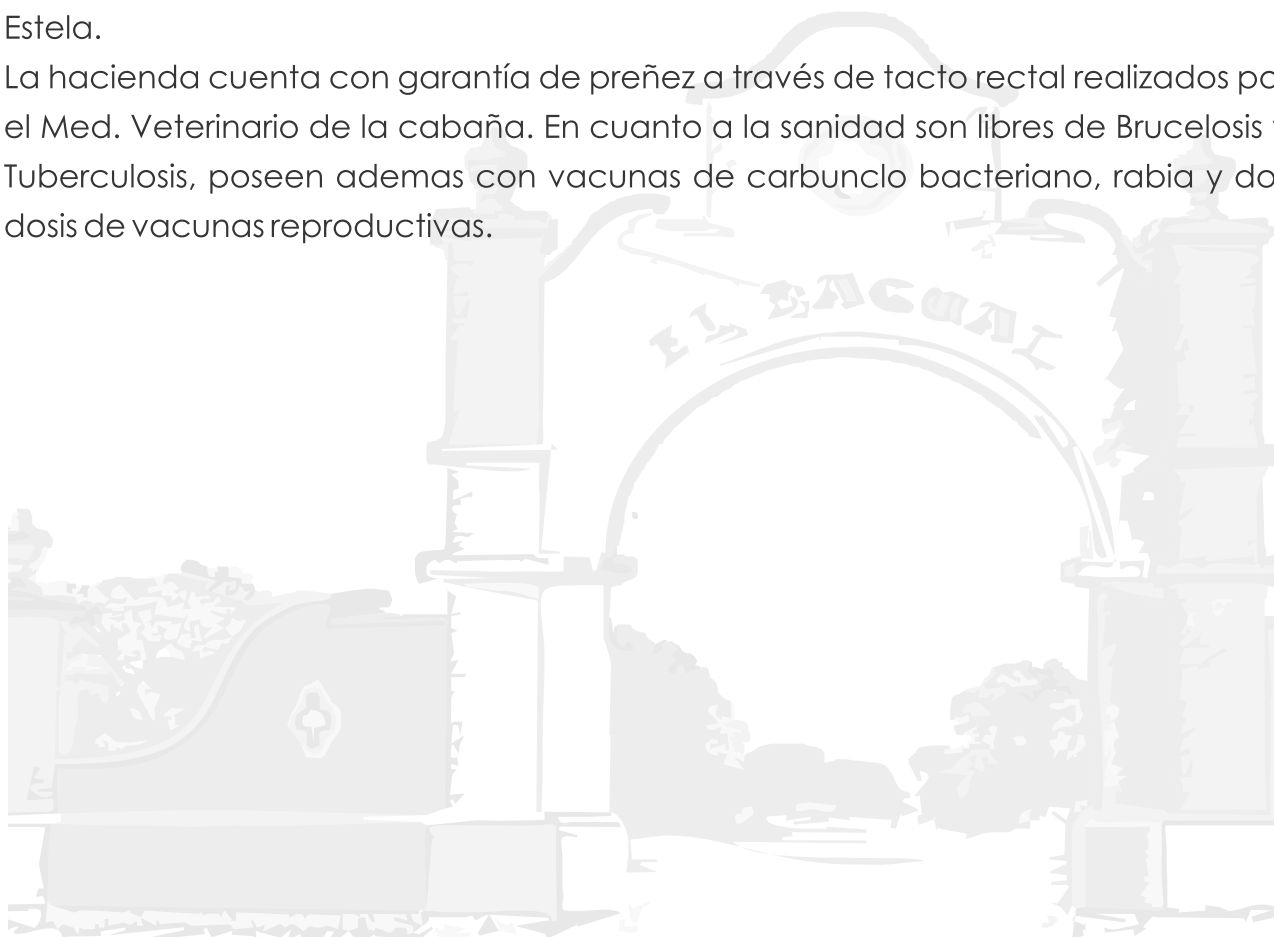 Estela.
La hacienda cuenta con garantía de preñez a través de tacto rectal realizados
el Med. Veterinario de la cabaña. En cuanto a la sanidad son libres de Brucelosis
Tuberculosis, poseen ademas con vacunas de carbunclo bacteriano, rabia y
dosis de vacunas reproductivas.
EL BAGUAL